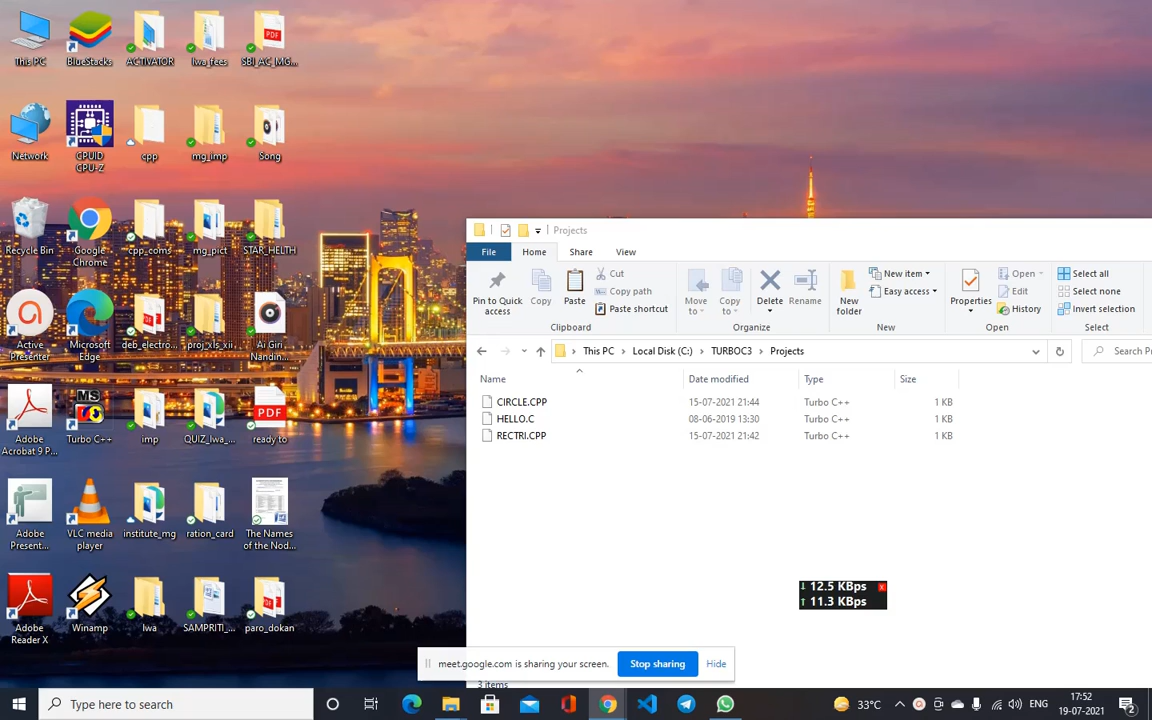 This PC
BlueStacks
ACTIVATOR
lwa_fees
SBI_AC_MG...
PDF
Network
CPUID
CPU-Z
cpp
mg_imp
Song
Recycle Bin
Google
Chrome
cpp_coms
mg_pict
STAR_HELTH
Active
Presenter
Microsoft
Edge
deb_electro...
proj_xls_xii...
Ai Giri
Nandin...
Adobe
Acrobat 9 P...
MS
Turbo C++
imp
QUIZ_lwa_...
PDF
ready to
Adobe
Present...
VLC media
player
institute_mg
ration_card
The Names
of the Nod...
Adobe
Reader X
Winamp
lwa
SAMPRITI_...
paro_dokan
Projects
File Home Share View
Pin to Quick
access
Copy
Paste
Cut
Copy path
Paste shortcut
Clipboard
Move
to
Copy
to
Delete
Rename
Organize
New
folder
New item
Easy access
New
Properties
Open
Edit
History
Open
Select all
Select none
Invert selection
Select
This PC > Local Disk (C:) > TURBOC3 > Projects
Search Pr
Name Date modified Type Size
CIRCLE.CPP 15-07-2021 21:44 Turbo C++ 1 KB
HELLO.C 08-06-2019 13:30 Turbo C++ 1 KB
RECTRI.CPP 15-07-2021 21:42 Turbo C++ 1 KB
↓ 12.5 KBps x
↑ 11.3 KBps
meet.google.com is sharing your screen. Stop sharing Hide
3 items
Type here to search
33°C
ENG
17:52
19-07-2021
2